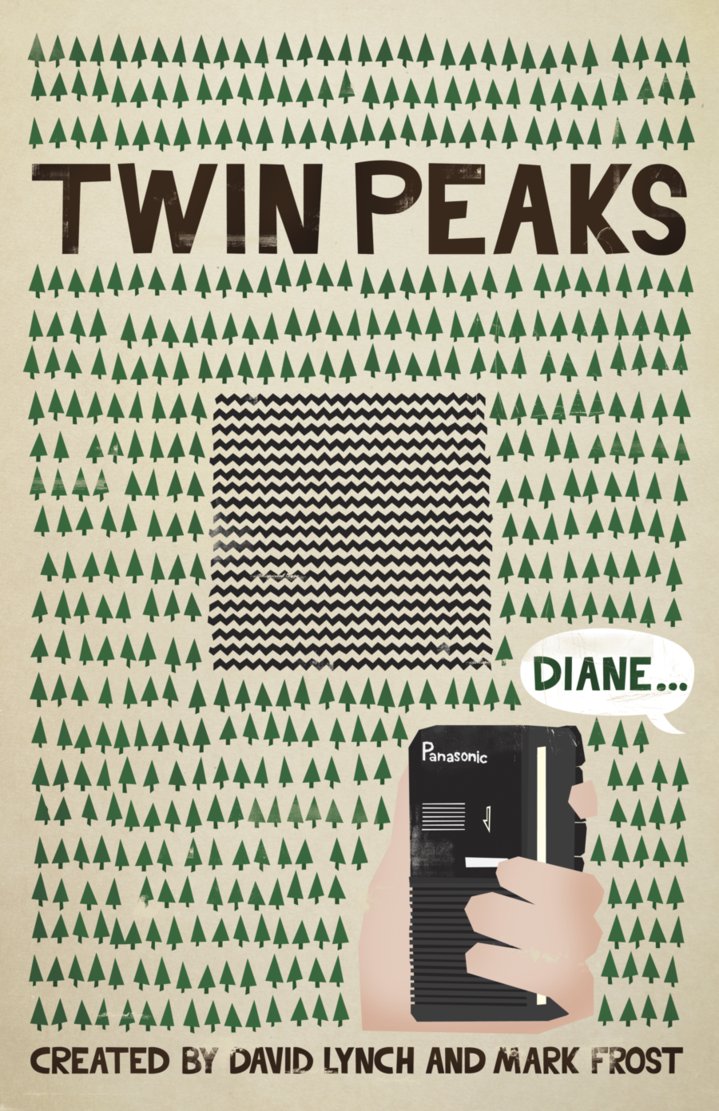 TWIN PEAKS
DIANE...
Panasonic
CREATED BY DAVID LYNCH AND MARK FROST